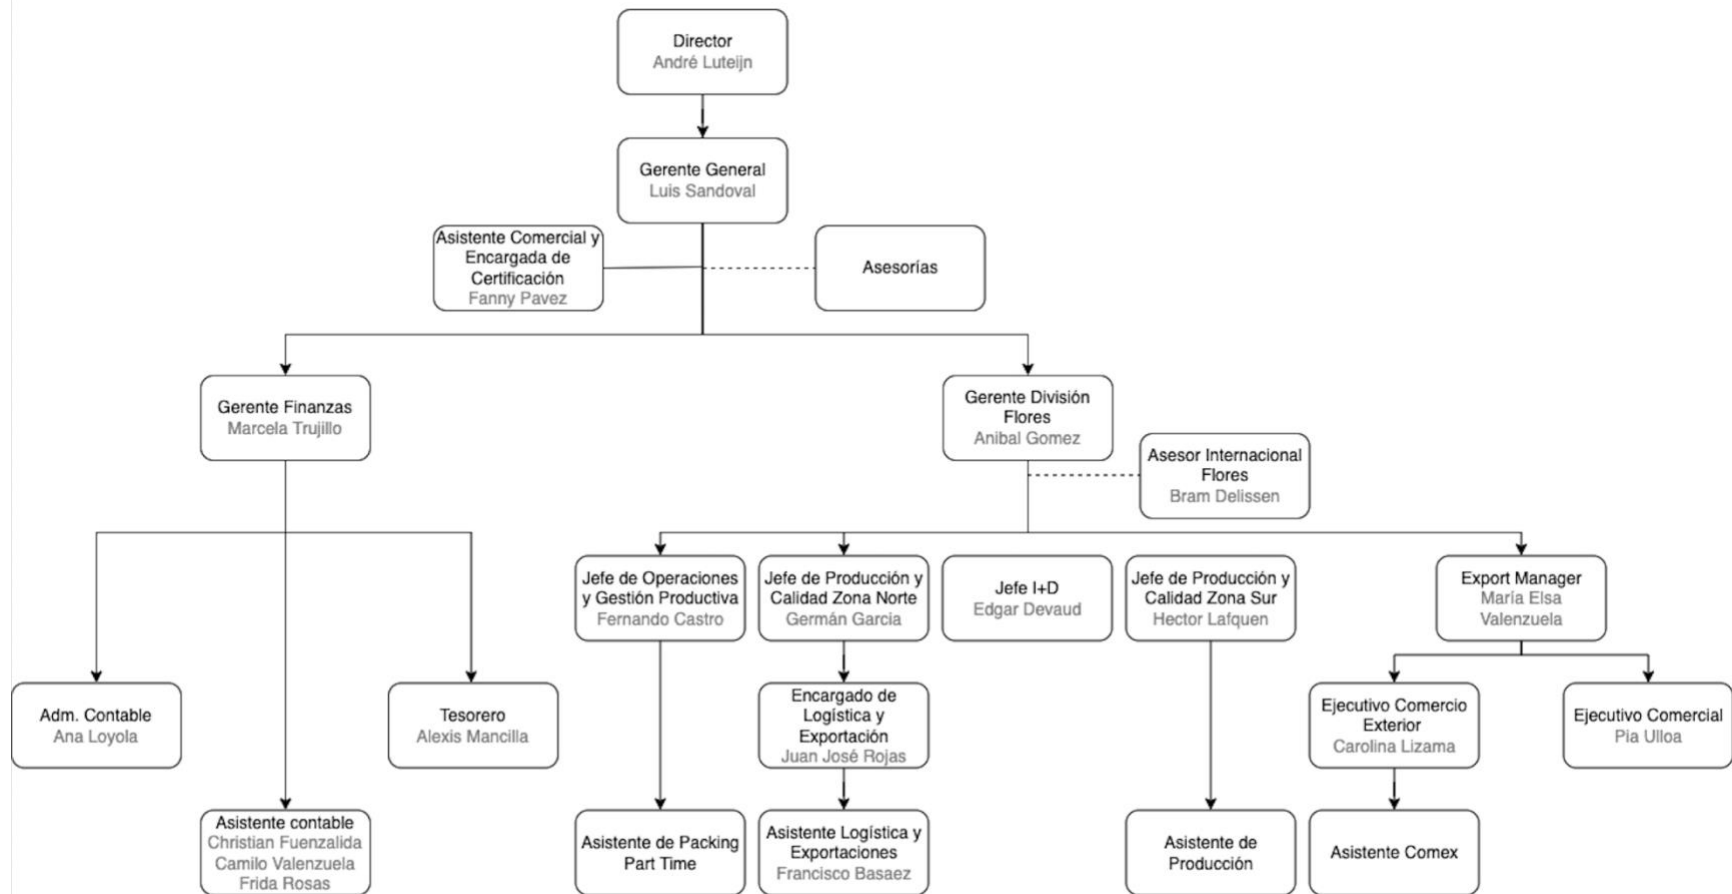 Director
André Luteijn
Gerente General
Luis Sandoval
Asistente Comercial y
Encargada de
Certificación
Fanny Pavez
Asesorías
Gerente Finanzas
Marcela Trujillo
Gerente División
Flores
Anibal Gomez
Asesor Internacional
Flores
Bram Delissen
Jefe de Operaciones
y Gestión Productiva
Fernando Castro
Jefe de Producción y
Calidad Zona Norte
Germán Garcia
Jefe I+D
Edgar Devaud
Jefe de Producción y
Calidad Zona Sur
Hector Lafquen
Export Manager
María Elsa
Valenzuela
Adm. Contable
Ana Loyola
Tesorero
Alexis Mancilla
Encargado de
Logística y
Exportación
Juan José Rojas
Ejecutivo Comercio
Exterior
Carolina Lizama
Ejecutivo Comercial
Pia Ulloa
Asistente contable
Christian Fuenzalida
Camilo Valenzuela
Frida Rosas
Asistente de Packing
Part Time
Asistente Logística y
Exportaciones
Francisco Basaez
Asistente de
Producción
Asistente Comex